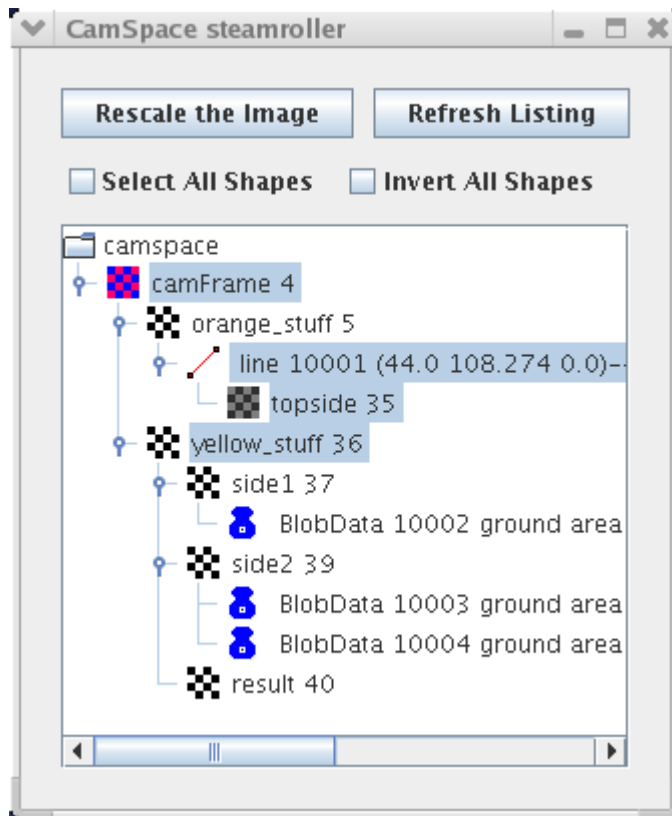 CamSpace steamroller
Rescale the Image Refresh Listing
Select All Shapes Invert All Shapes
camspace
camFrame 4
orange_stuff 5
line 10001 (44.0 108.274 0.0)--
topside 35
yellow_stuff 36
side1 37
BlobData 10002 ground area
side2 39
BlobData 10003 ground area
BlobData 10004 ground area
result 40